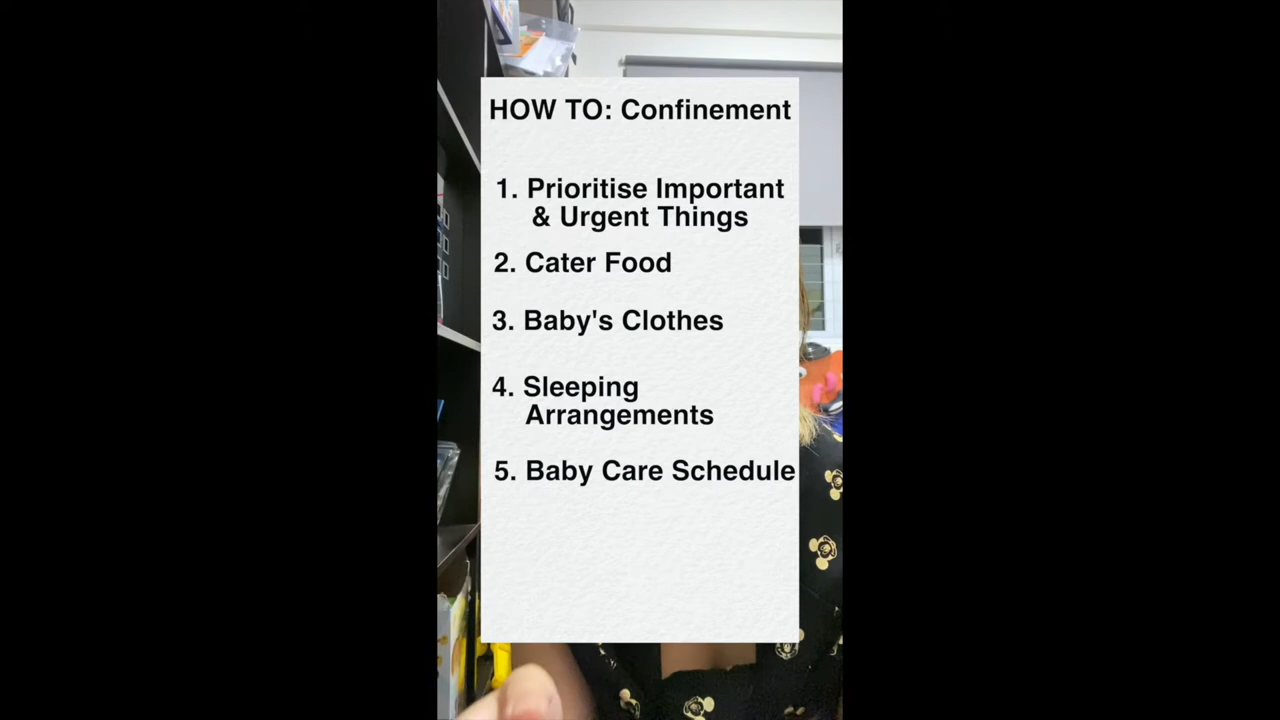 HOW TO: Confinement
1. Prioritise Important
& Urgent Things
2. Cater Food
3. Baby's Clothes
4. Sleeping
Arrangements
5. Baby Care Schedule